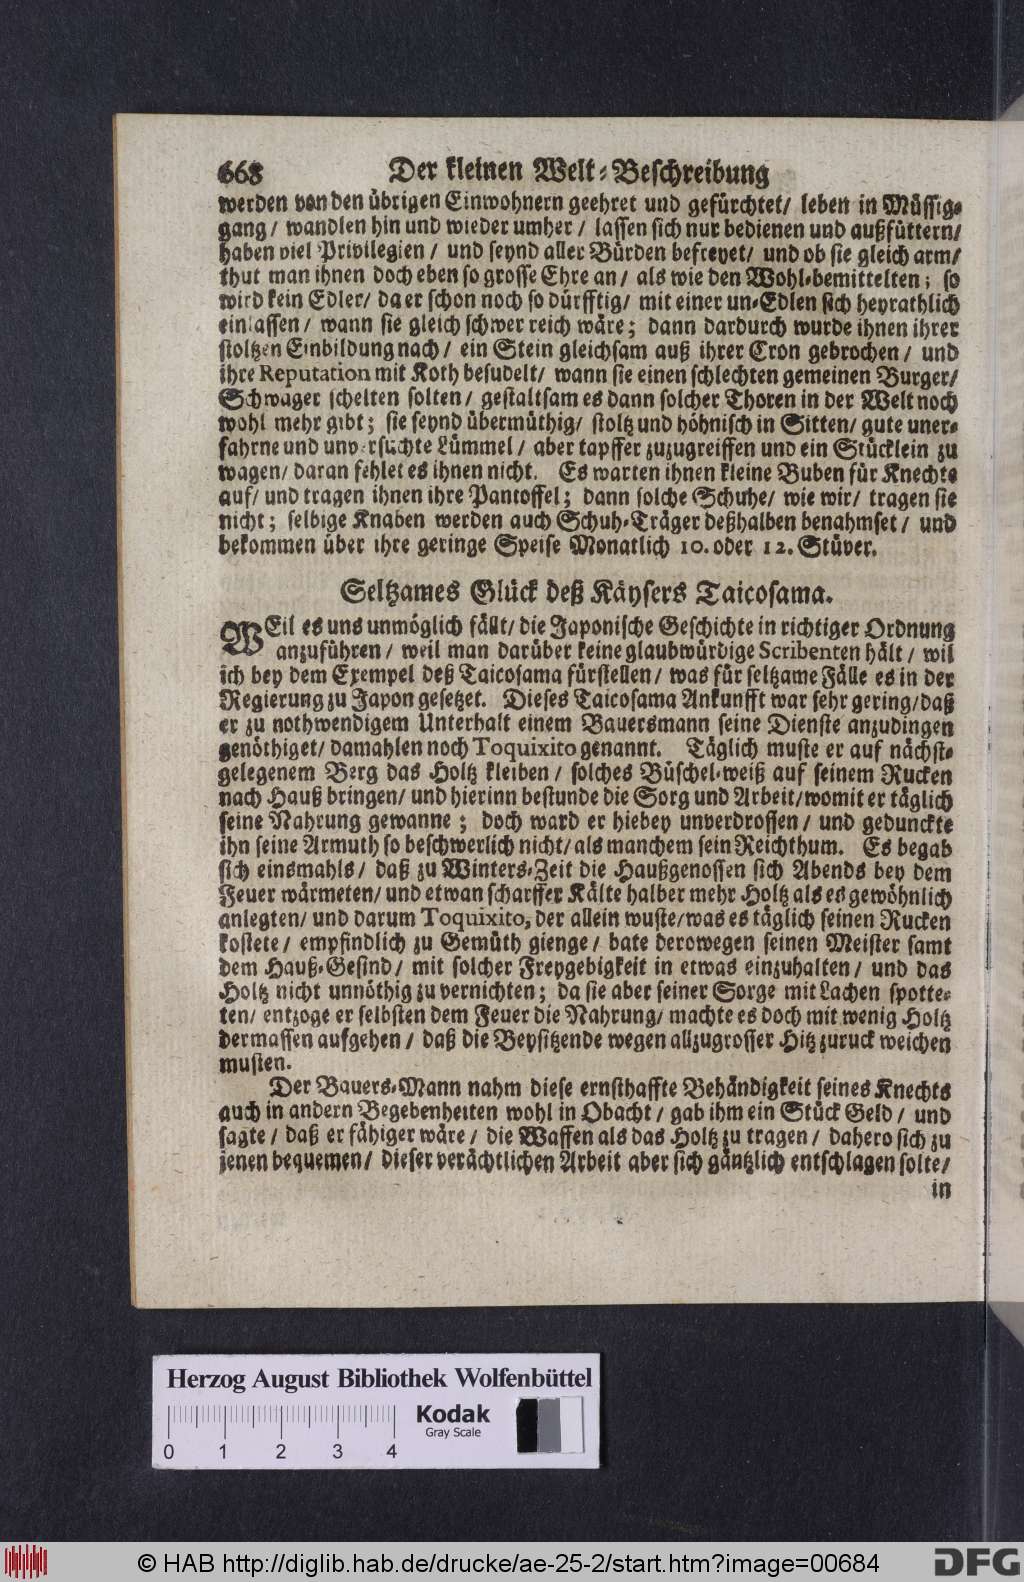 668 Der kleinen Welt-Beschreibung
werden von den übrigen Einwohnern geehret und gefürchtet/ leben in Müssig-
gang/ wandlen hin und wieder umher/ lassen sich nur bedienen und außfüttern/
haben viel Privilegien/ und seynd aller Bürden befreyet/ und ob sie gleich arm/
thut man ihnen doch eben so grosse Ehre an/ als wie den Wohl-bemittelten; so
wird kein Edler/ da er schon noch so dürfftig/ mit einer un-Edlen sich heyrathlich
einlassen/ wann sie gleich schwer reich wäre; dann dardurch wurde ihnen ihrer
stoltzen Einbildung nach/ ein Stein gleichsam auß ihrer Cron gebrochen/ und
ihre Reputation mit Koth besudelt/ wann sie einen schlechten gemeinen Burger/
Schwager schelten solten/ gestaltsam es dann solcher Thoren in der Welt noch
wohl mehr gibt; sie seynd übermüthig/ stoltz und höhnisch in Sitten/ gute uner-
fahrne und unversuchte Lümmel/ aber tapffer zuzugreiffen und ein Stücklein zu
wagen/ daran fehlet es ihnen nicht. Es warten ihnen kleine Buben für Knechte
auf/ und tragen ihnen ihre Pantoffel; dann solche Schuhe/ wie wir/ tragen sie
nicht; selbige Knaben werden auch Schuh-Träger deßhalben benahmset/ und
bekommen über ihre geringe Speise Monatlich 10. oder 12. Stüver.
Seltzames Glück deß Käysers Taicosama.
WEil es uns unmöglich fällt/ die Japonische Geschichte in richtiger Ordnung
anzuführen/ weil man darüber keine glaubwürdige Scribenten hält/ wil
ich bey dem Exempel deß Taicosama fürstellen/ was für seltzame Fälle es in der
Regierung zu Japon gesetzet. Dieses Taicosama Ankunfft war sehr gering/ daß
er zu nothwendigem Unterhalt einem Bauersmann seine Dienste anzudingen
genöthiget/ damahlen noch Toquixito genannt. Täglich muste er auf nächst-
gelegenem Berg das Holtz kleiben/ solches Büschel-weiß auf seinem Rucken
nach Hauß bringen/ und hierinn bestunde die Sorg und Arbeit/ womit er täglich
seine Nahrung gewanne; doch ward er hiebey unverdrossen/ und gedunckte
ihn seine Armuth so beschwerlich nicht/ als manchem sein Reichthum. Es begab
sich einsmahls/ daß zu Winters-Zeit die Haußgenossen sich Abends bey dem
Feuer wärmeten/ und etwan scharffer Kälte halber mehr Holtz als es gewöhnlich
anlegten/ und darum Toquixito, der allein wuste/ was es täglich seinen Rucken
kostete/ empfindlich zu Gemüth gienge/ bate derowegen seinen Meister samt
dem Hauß-Gesind/ mit solcher Freygebigkeit in etwas einzuhalten/ und das
Holtz nicht unnöthig zu vernichten; da sie aber seiner Sorge mit Lachen spotte-
ten/ entzoge er selbsten dem Feuer die Nahrung/ machte es doch mit wenig Holtz
dermassen aufgehen/ daß die Beysitzende wegen allzugrosser Hitz zuruck weichen
musten.
Der Bauers-Mann nahm diese ernsthaffte Behändigkeit seines Knechts
auch in andern Begebenheiten wohl in Obacht/ gab ihm ein Stück Geld/ und
sagte/ daß er fähiger wäre/ die Waffen als das Holtz zu tragen/ dahero sich zu
jenen bequemen/ dieser verächtlichen Arbeit aber sich gäntzlich entschlagen solte/
in
Herzog August Bibliothek Wolfenbüttel
Kodak
Gray Scale
0 1 2 3 4
© HAB http://diglib.hab.de/drucke/ae-25-2/start.htm?image=00684
DFG